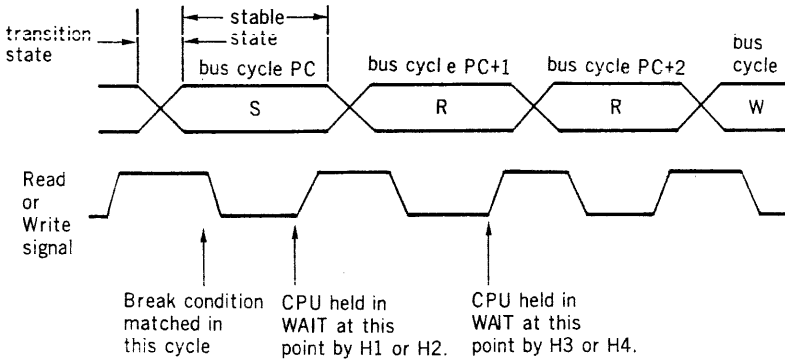 transition
state
stable
state
bus cycle PC
bus cycle PC+1
bus cycle PC+2
bus
cycle
S
R
R
W
Read
or
Write
signal
Break condition
matched in
this cycle
CPU held in
WAIT at this
point by H1 or H2.
CPU held in
WAIT at this
point by H3 or H4.